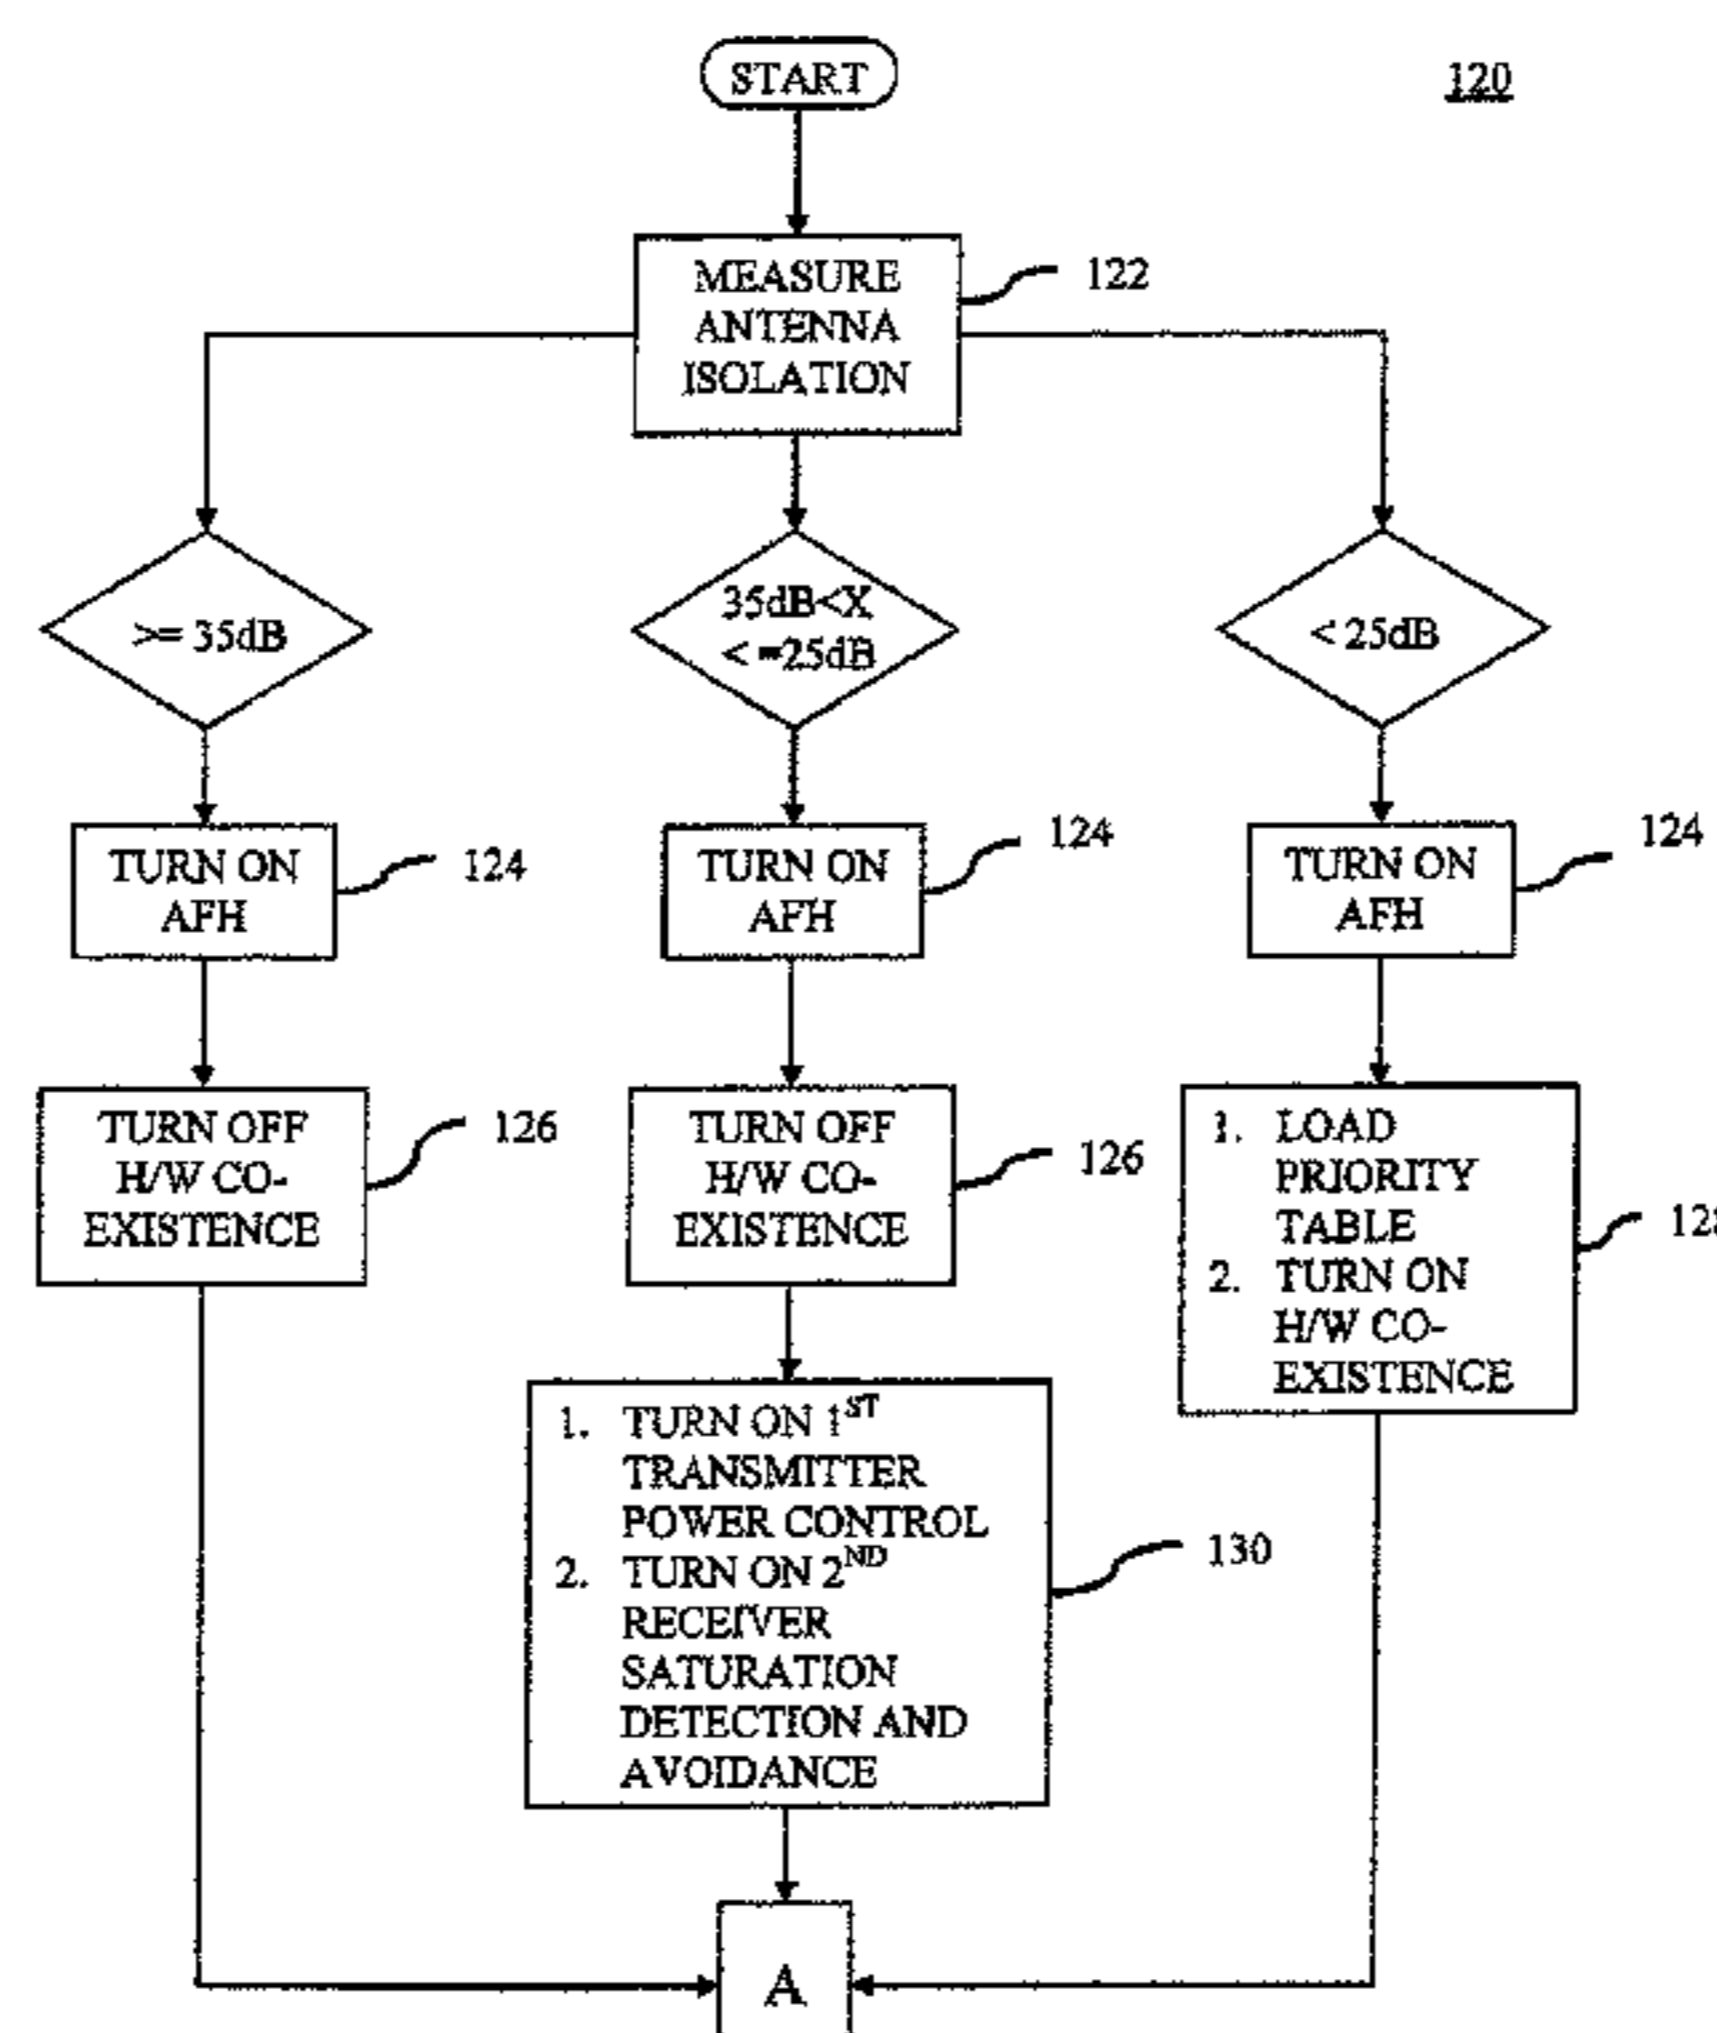 START
120
MEASURE
ANTENNA
ISOLATION
122
>= 35dB
35dB<X
< =25dB
< 25dB
TURN ON
AFH
124
TURN ON
AFH
124
TURN ON
AFH
124
TURN OFF
H/W CO-
EXISTENCE
126
TURN OFF
H/W CO-
EXISTENCE
126
1. LOAD
PRIORITY
TABLE
2. TURN ON
H/W CO-
EXISTENCE
128
1. TURN ON 1ST
TRANSMITTER
POWER CONTROL
2. TURN ON 2ND
RECEIVER
SATURATION
DETECTION AND
AVOIDANCE
130
A